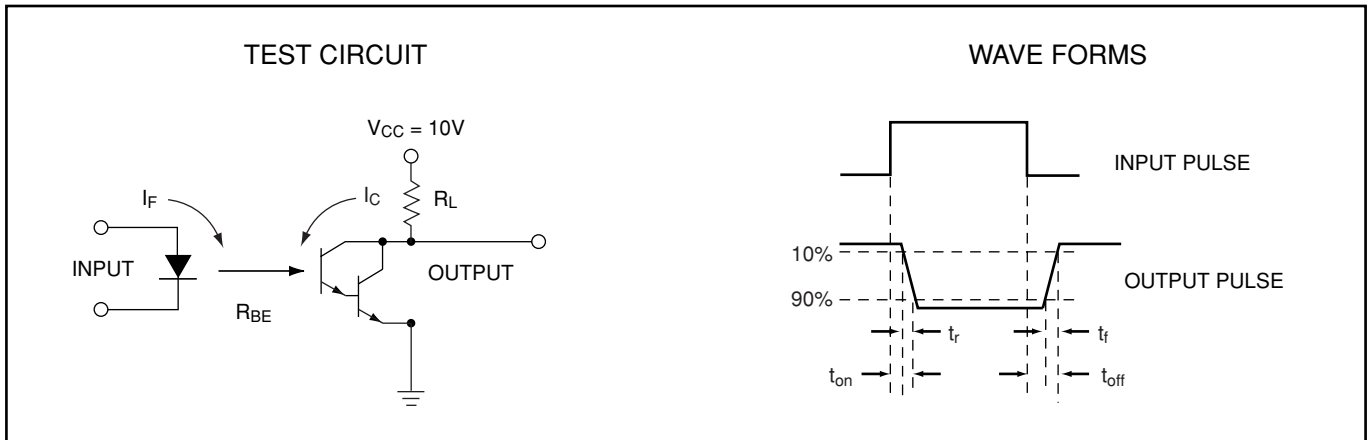 TEST CIRCUIT
VCC = 10V
IF
IC
RL
INPUT
OUTPUT
RBE
WAVE FORMS
INPUT PULSE
10%
OUTPUT PULSE
90%
tr
tf
ton
toff